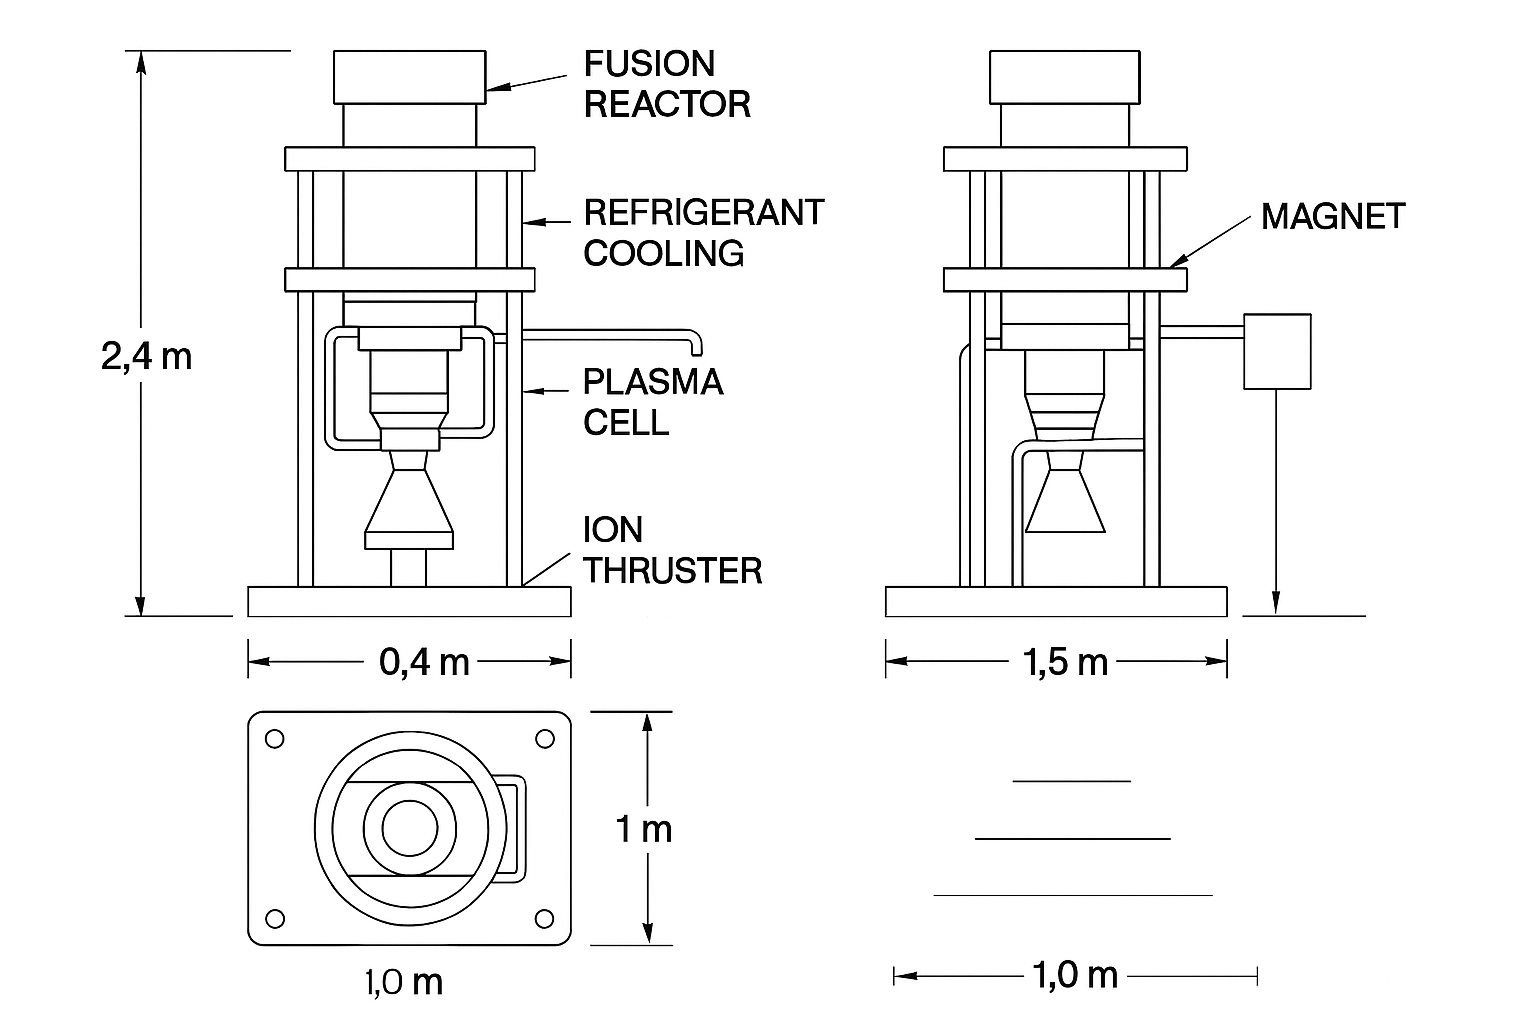 FUSION
REACTOR
REFRIGERANT
COOLING
MAGNET
2,4 m
PLASMA
CELL
ION
THRUSTER
0,4 m
1,5 m
1 m
1,0 m
1,0 m